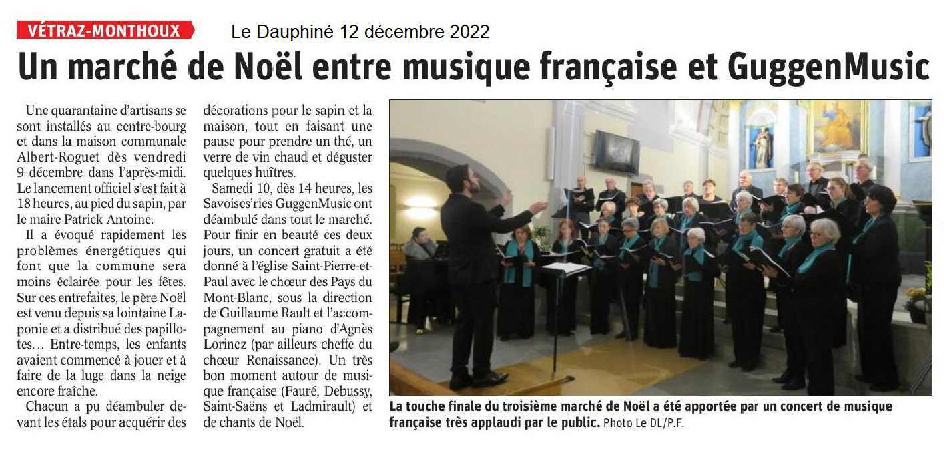 VÉTRAZ-MONTHOUX
Le Dauphiné 12 décembre 2022
Un marché de Noël entre musique française et GuggenMusic
Une quarantaine d'artisans se
sont installés au centre-bourg
et dans la maison communale
Albert-Roguet dès vendredi
9 décembre dans l'après-midi.
Le lancement officiel s'est fait à
18 heures, au pied du sapin, par
le maire Patrick Antoine.
Il a évoqué rapidement les
problèmes énergétiques qui
font que la commune sera
moins éclairée pour les fêtes.
Sur ces entrefaites, le père Noël
est venu depuis sa lointaine La-
ponie et a distribué des papillo-
tes… Entre-temps, les enfants
avaient commencé à jouer et à
faire de la luge dans la neige
encore fraîche.
Chacun a pu déambuler de-
vant les étals pour acquérir des
décorations pour le sapin et la
maison, tout en faisant une
pause pour prendre un thé, un
verre de vin chaud et déguster
quelques huîtres.
Samedi 10, dès 14 heures, les
Savoises'ries GuggenMusic ont
déambulé dans tout le marché.
Pour finir en beauté ces deux
jours, un concert gratuit a été
donné à l'église Saint-Pierre-et-
Paul avec le chœur des Pays du
Mont-Blanc, sous la direction
de Guillaume Rault et l'accom-
pagnement au piano d'Agnès
Lorincz (par ailleurs cheffe du
chœur Renaissance). Un très
bon moment autour de musi-
que française (Fauré, Debussy,
Saint-Saëns et Ladmirault) et
de chants de Noël.
La touche finale du troisième marché de Noël a été apportée par un concert de musique
française très applaudi par le public. Photo Le DL/P.F.